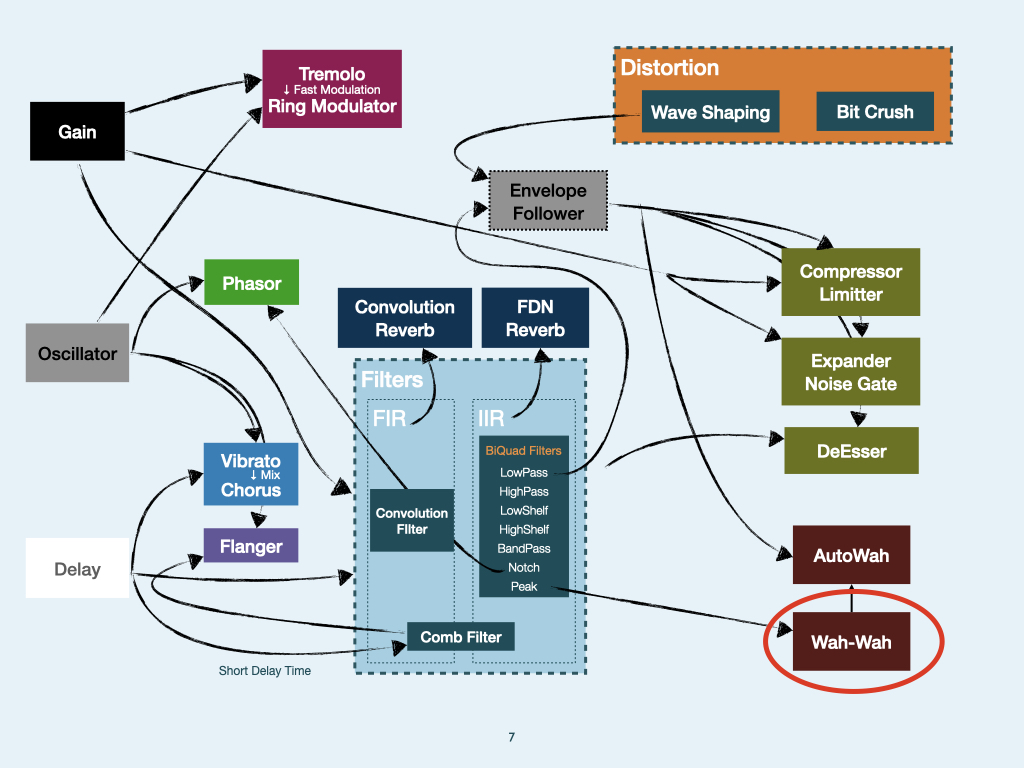 Tremolo
↓ Fast Modulation
Ring Modulator
Gain
Distortion
Wave Shaping
Bit Crush
Envelope
Follower
Phasor
Convolution
Reverb
FDN
Reverb
Compressor
Limitter
Oscillator
Expander
Noise Gate
Filters
FIR
IIR
BiQuad Filters
LowPass
HighPass
LowShelf
HighShelf
BandPass
Notch
Peak
DeEsser
Vibrato
↓ Mix
Chorus
Convolution
FIlter
Flanger
Delay
AutoWah
Comb Filter
Wah-Wah
Short Delay Time
7